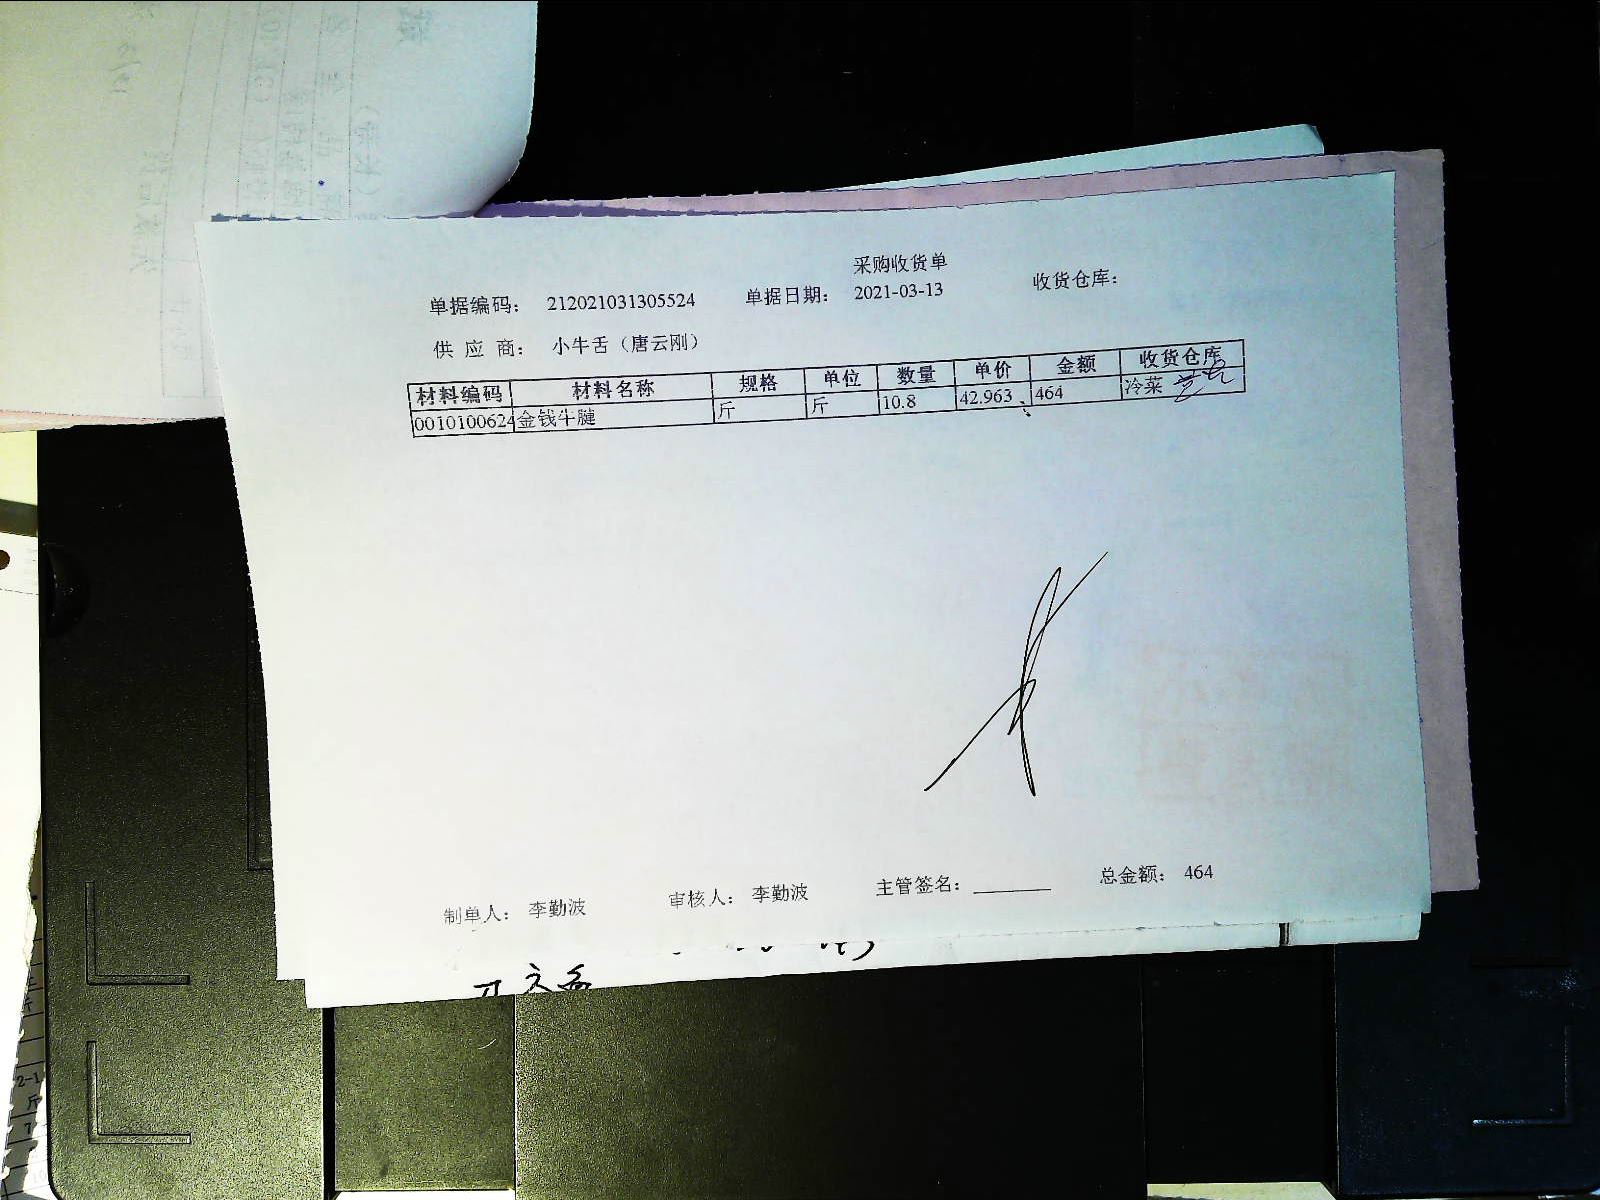 采购收货单
单据编码： 212021031305524 单据日期： 2021-03-13 收货仓库：
供 应 商： 小牛舌（唐云刚）
材料编码 材料名称 规格 单位 数量 单价 金额 收货仓库
0010100624 金钱牛腱 斤 斤 10.8 42.963 464 冷菜
制单人： 李勤波 审核人： 李勤波 主管签名： 总金额： 464